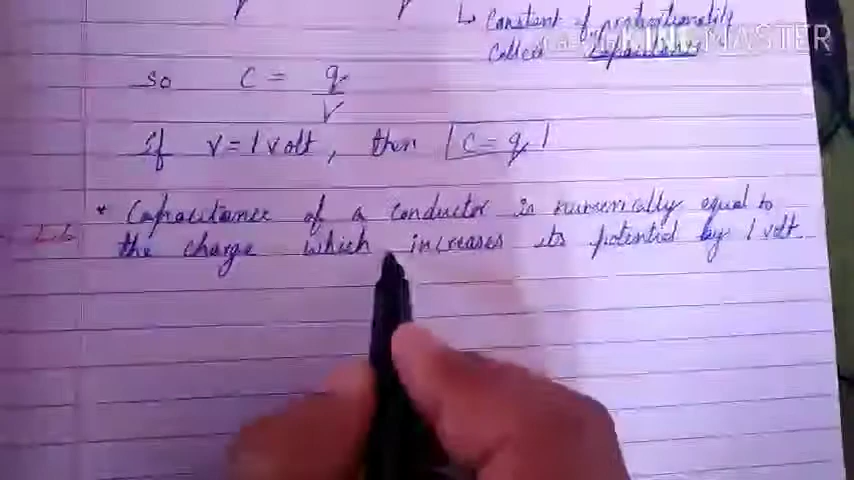 ↳ Constant of proportionality
called capacitance
KINEMASTER
so C = q/V
If V = 1 volt, then |C = q|
* Capacitance of a conductor is numerically equal to
the charge which increases its potential by 1 volt